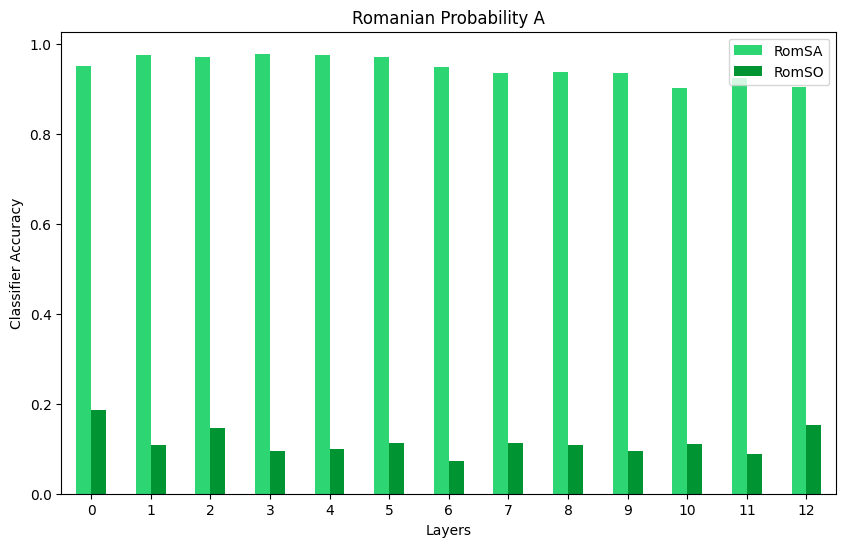 Romanian Probability A
RomSA
RomSO
Classifier Accuracy
1.0
0.8
0.6
0.4
0.2
0.0
0 1 2 3 4 5 6 7 8 9 10 11 12
Layers